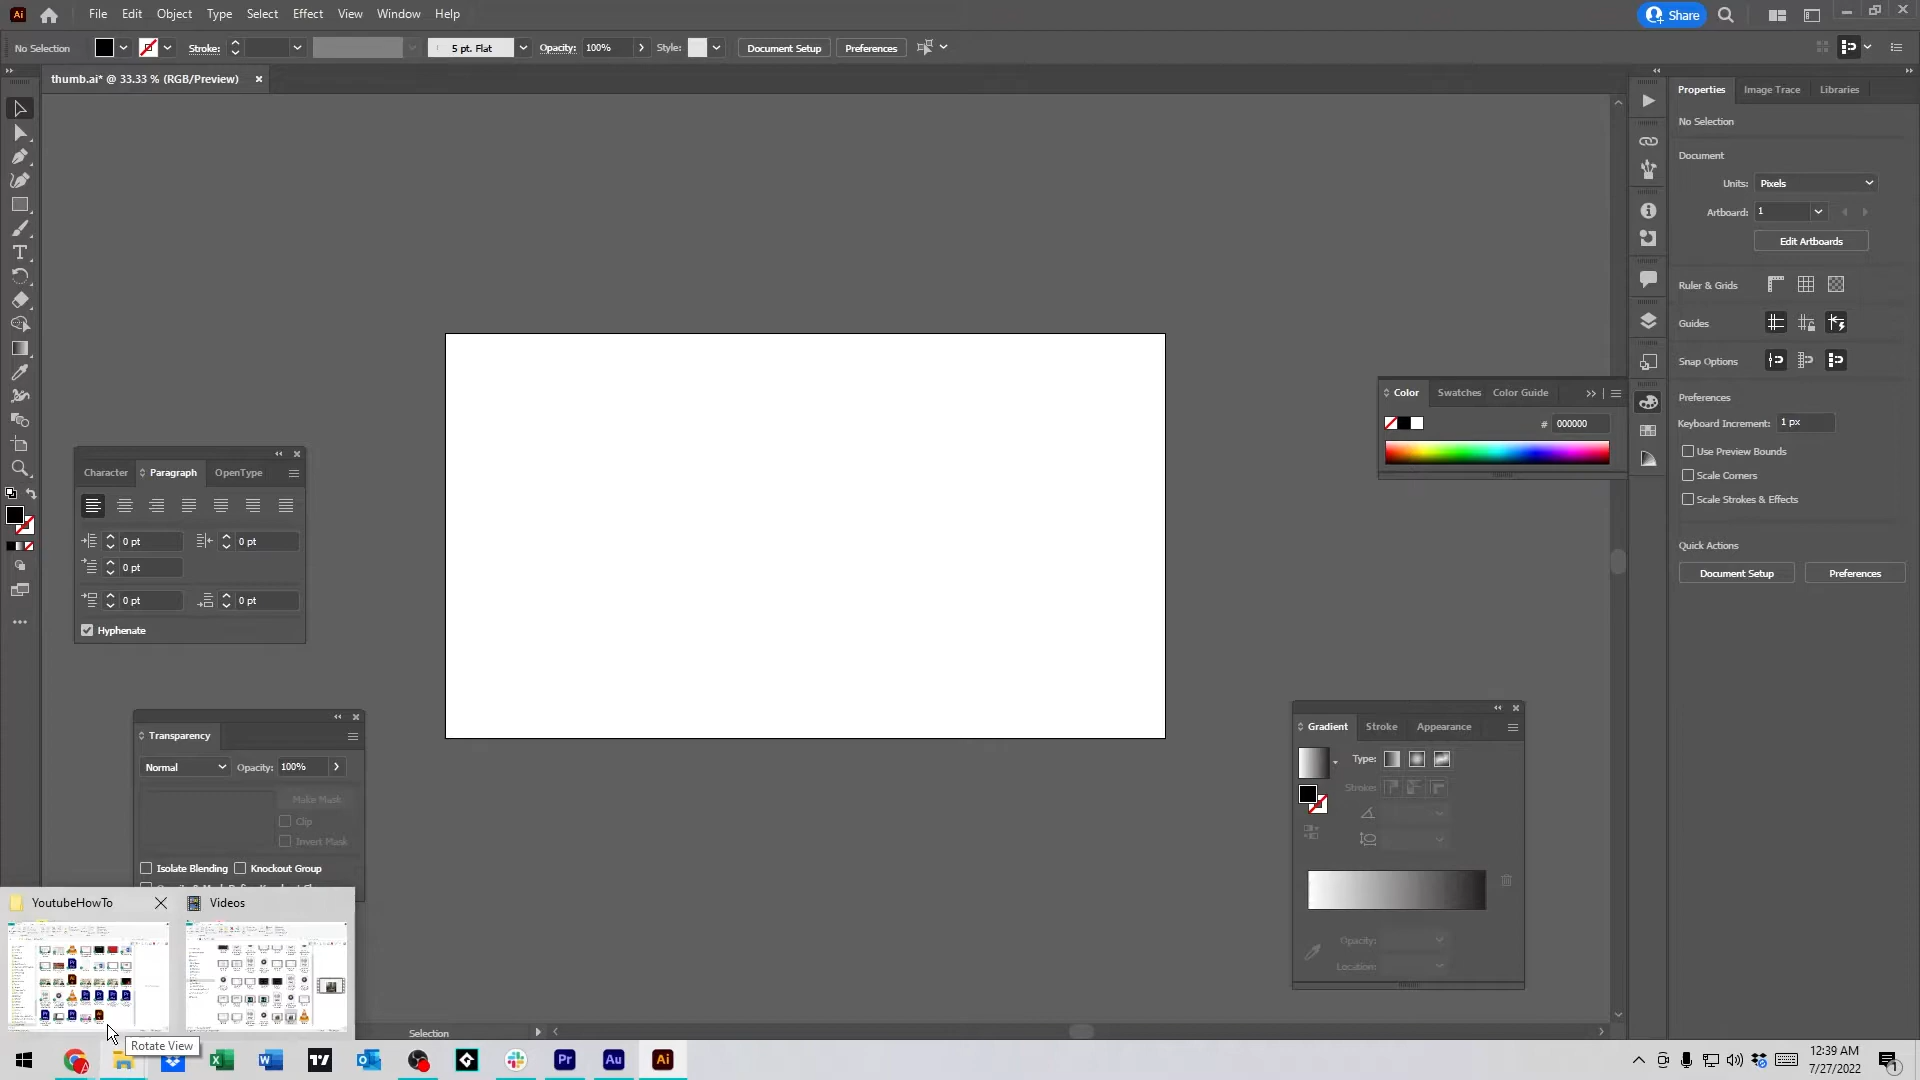 Ai
File Edit Object Type Select Effect View Window Help
Share
No Selection
Stroke:
5 pt. Flat
Opacity: 100%
Style:
Document Setup
Preferences
thumb.ai* @ 33.33 % (RGB/Preview)
Properties Image Trace Libraries
No Selection
Document
Units: Pixels
Artboard: 1
Edit Artboards
Ruler & Grids
Guides
Snap Options
Preferences
Keyboard Increment: 1 px
Use Preview Bounds
Scale Corners
Scale Strokes & Effects
Quick Actions
Document Setup Preferences
Color Swatches Color Guide
# 000000
Character Paragraph OpenType
0 pt 0 pt
0 pt
0 pt 0 pt
Hyphenate
Transparency
Normal Opacity: 100%
Make Mask
Clip
Invert Mask
Isolate Blending Knockout Group
Gradient Stroke Appearance
Type:
Strokes:
Opacity:
Location:
YoutubeHowTo Videos
Rotate View
Selection
Pr Au Ai
12:39 AM
7/27/2022